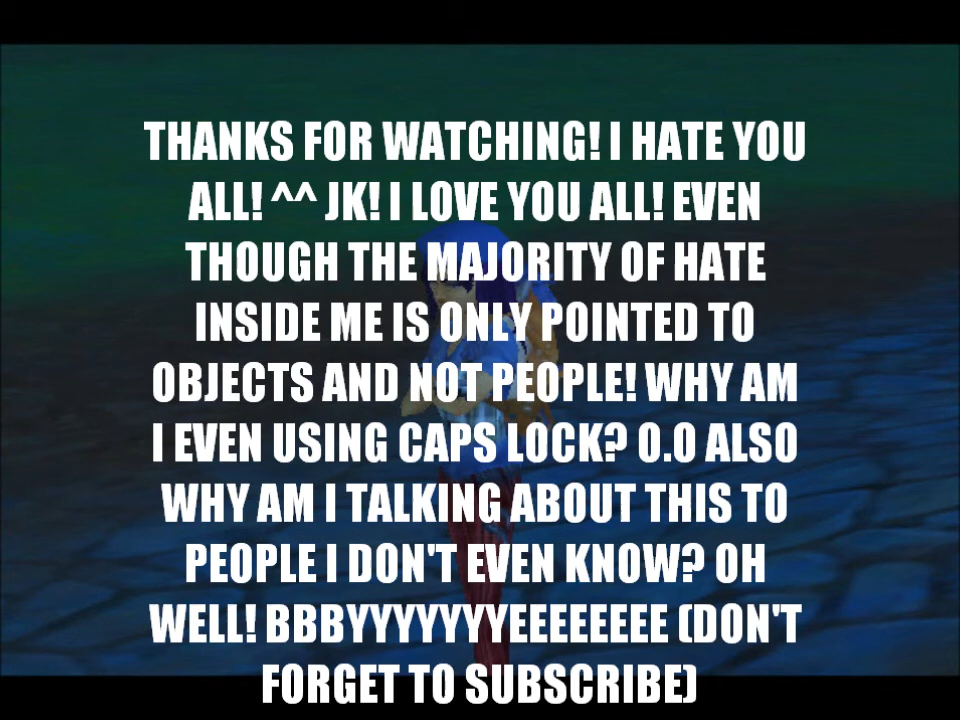 THANKS FOR WATCHING! I HATE YOU
ALL! ^^ JK! I LOVE YOU ALL! EVEN
THOUGH THE MAJORITY OF HATE
INSIDE ME IS ONLY POINTED TO
OBJECTS AND NOT PEOPLE! WHY AM
I EVEN USING CAPS LOCK? O.O ALSO
WHY AM I TALKING ABOUT THIS TO
PEOPLE I DON'T EVEN KNOW? OH
WELL! BBBYYYYYYYEEEEEEEE (DON'T
FORGET TO SUBSCRIBE)